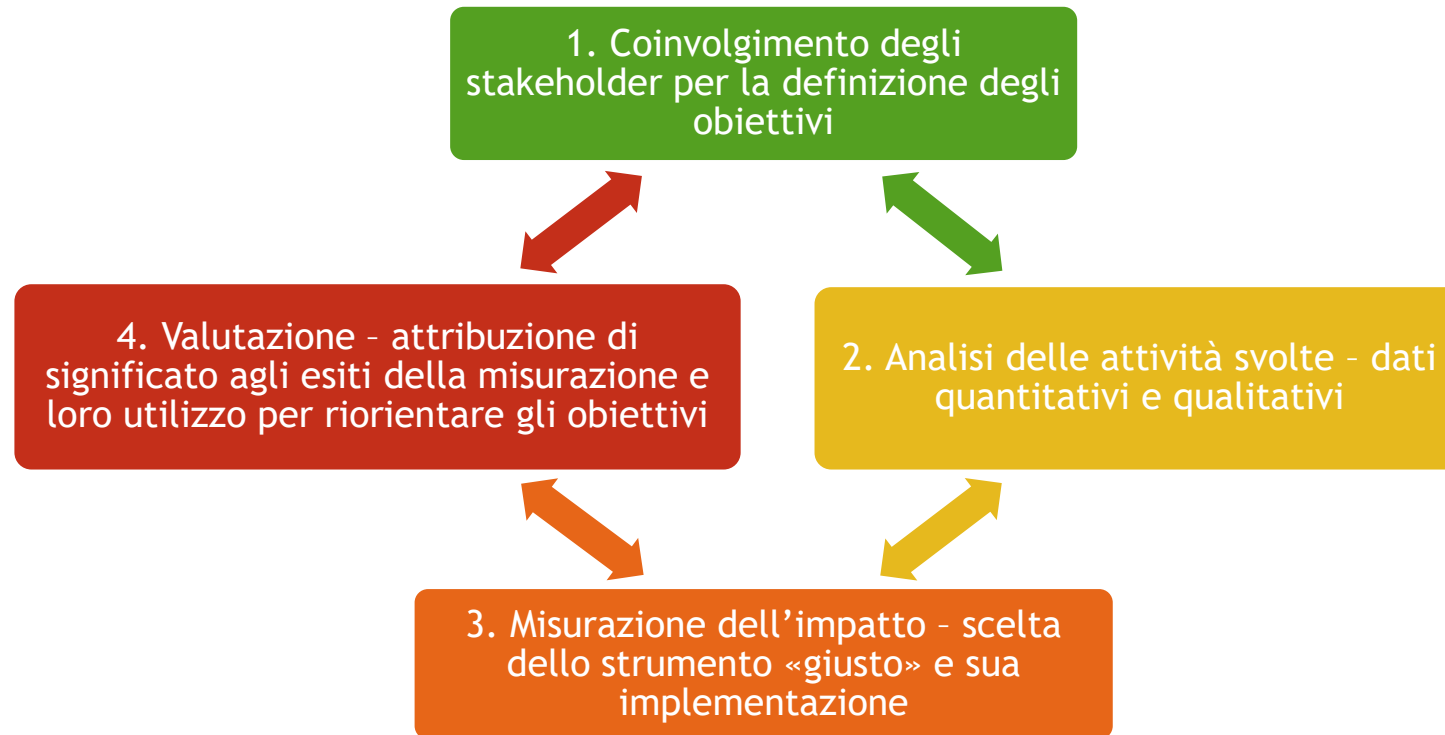 1. Coinvolgimento degli
stakeholder per la definizione degli
obiettivi
4. Valutazione – attribuzione di
significato agli esiti della misurazione e
loro utilizzo per riorientare gli obiettivi
2. Analisi delle attività svolte – dati
quantitativi e qualitativi
3. Misurazione dell’impatto – scelta
dello strumento «giusto» e sua
implementazione